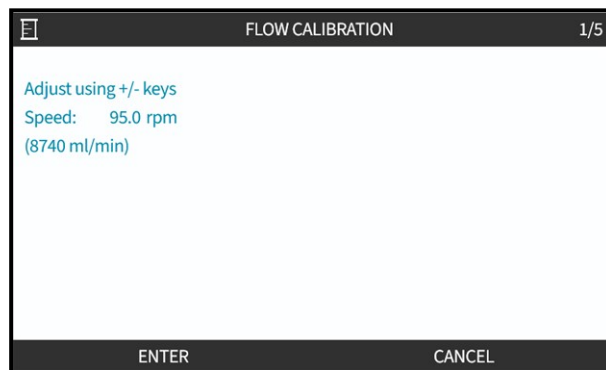 FLOW CALIBRATION 1/5
Adjust using +/- keys
Speed: 95.0 rpm
(8740 ml/min)
ENTER CANCEL